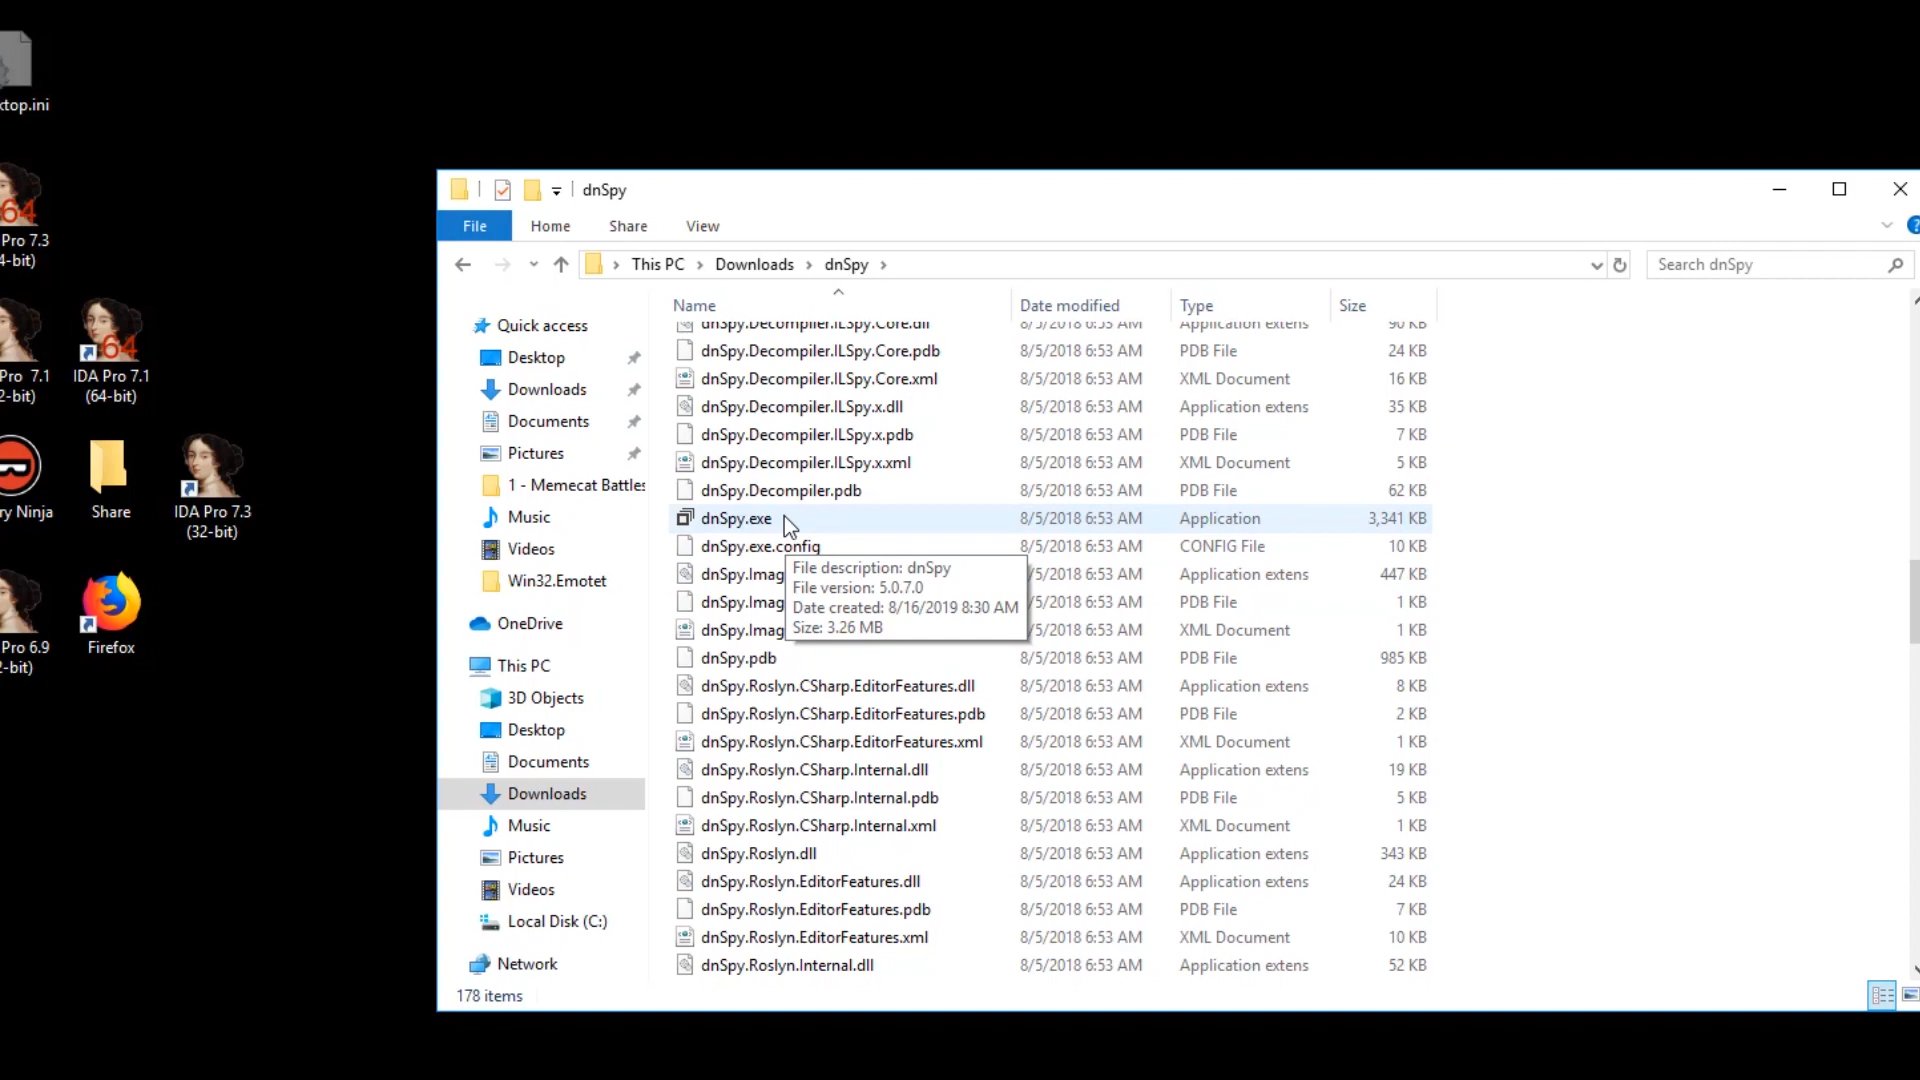 ktop.ini
64
Pro 7.3
4-bit)
Pro 7.1
2-bit)
64
IDA Pro 7.1
(64-bit)
ry Ninja
Share
IDA Pro 7.3
(32-bit)
Pro 6.9
2-bit)
Firefox
dnSpy
File Home Share View
This PC Downloads dnSpy
Search dnSpy
Quick access
Desktop
Downloads
Documents
Pictures
1 - Memecat Battles
Music
Videos
Win32.Emotet
OneDrive
This PC
3D Objects
Desktop
Documents
Downloads
Music
Pictures
Videos
Local Disk (C:)
Network
Name Date modified Type Size
dnSpy.Decompiler.ILSpy.Core.dll 8/5/2018 6:53 AM Application extens 90 KB
dnSpy.Decompiler.ILSpy.Core.pdb 8/5/2018 6:53 AM PDB File 24 KB
dnSpy.Decompiler.ILSpy.Core.xml 8/5/2018 6:53 AM XML Document 16 KB
dnSpy.Decompiler.ILSpy.x.dll 8/5/2018 6:53 AM Application extens 35 KB
dnSpy.Decompiler.ILSpy.x.pdb 8/5/2018 6:53 AM PDB File 7 KB
dnSpy.Decompiler.ILSpy.x.xml 8/5/2018 6:53 AM XML Document 5 KB
dnSpy.Decompiler.pdb 8/5/2018 6:53 AM PDB File 62 KB
dnSpy.exe 8/5/2018 6:53 AM Application 3,341 KB
dnSpy.exe.config 8/5/2018 6:53 AM CONFIG File 10 KB
dnSpy.Imag 8/5/2018 6:53 AM Application extens 447 KB
dnSpy.Imag 8/5/2018 6:53 AM PDB File 1 KB
dnSpy.Imag 8/5/2018 6:53 AM XML Document 1 KB
File description: dnSpy
File version: 5.0.7.0
Date created: 8/16/2019 8:30 AM
Size: 3.26 MB
dnSpy.pdb 8/5/2018 6:53 AM PDB File 985 KB
dnSpy.Roslyn.CSharp.EditorFeatures.dll 8/5/2018 6:53 AM Application extens 8 KB
dnSpy.Roslyn.CSharp.EditorFeatures.pdb 8/5/2018 6:53 AM PDB File 2 KB
dnSpy.Roslyn.CSharp.EditorFeatures.xml 8/5/2018 6:53 AM XML Document 1 KB
dnSpy.Roslyn.CSharp.Internal.dll 8/5/2018 6:53 AM Application extens 19 KB
dnSpy.Roslyn.CSharp.Internal.pdb 8/5/2018 6:53 AM PDB File 5 KB
dnSpy.Roslyn.CSharp.Internal.xml 8/5/2018 6:53 AM XML Document 1 KB
dnSpy.Roslyn.dll 8/5/2018 6:53 AM Application extens 343 KB
dnSpy.Roslyn.EditorFeatures.dll 8/5/2018 6:53 AM Application extens 24 KB
dnSpy.Roslyn.EditorFeatures.pdb 8/5/2018 6:53 AM PDB File 7 KB
dnSpy.Roslyn.EditorFeatures.xml 8/5/2018 6:53 AM XML Document 10 KB
dnSpy.Roslyn.Internal.dll 8/5/2018 6:53 AM Application extens 52 KB
178 items